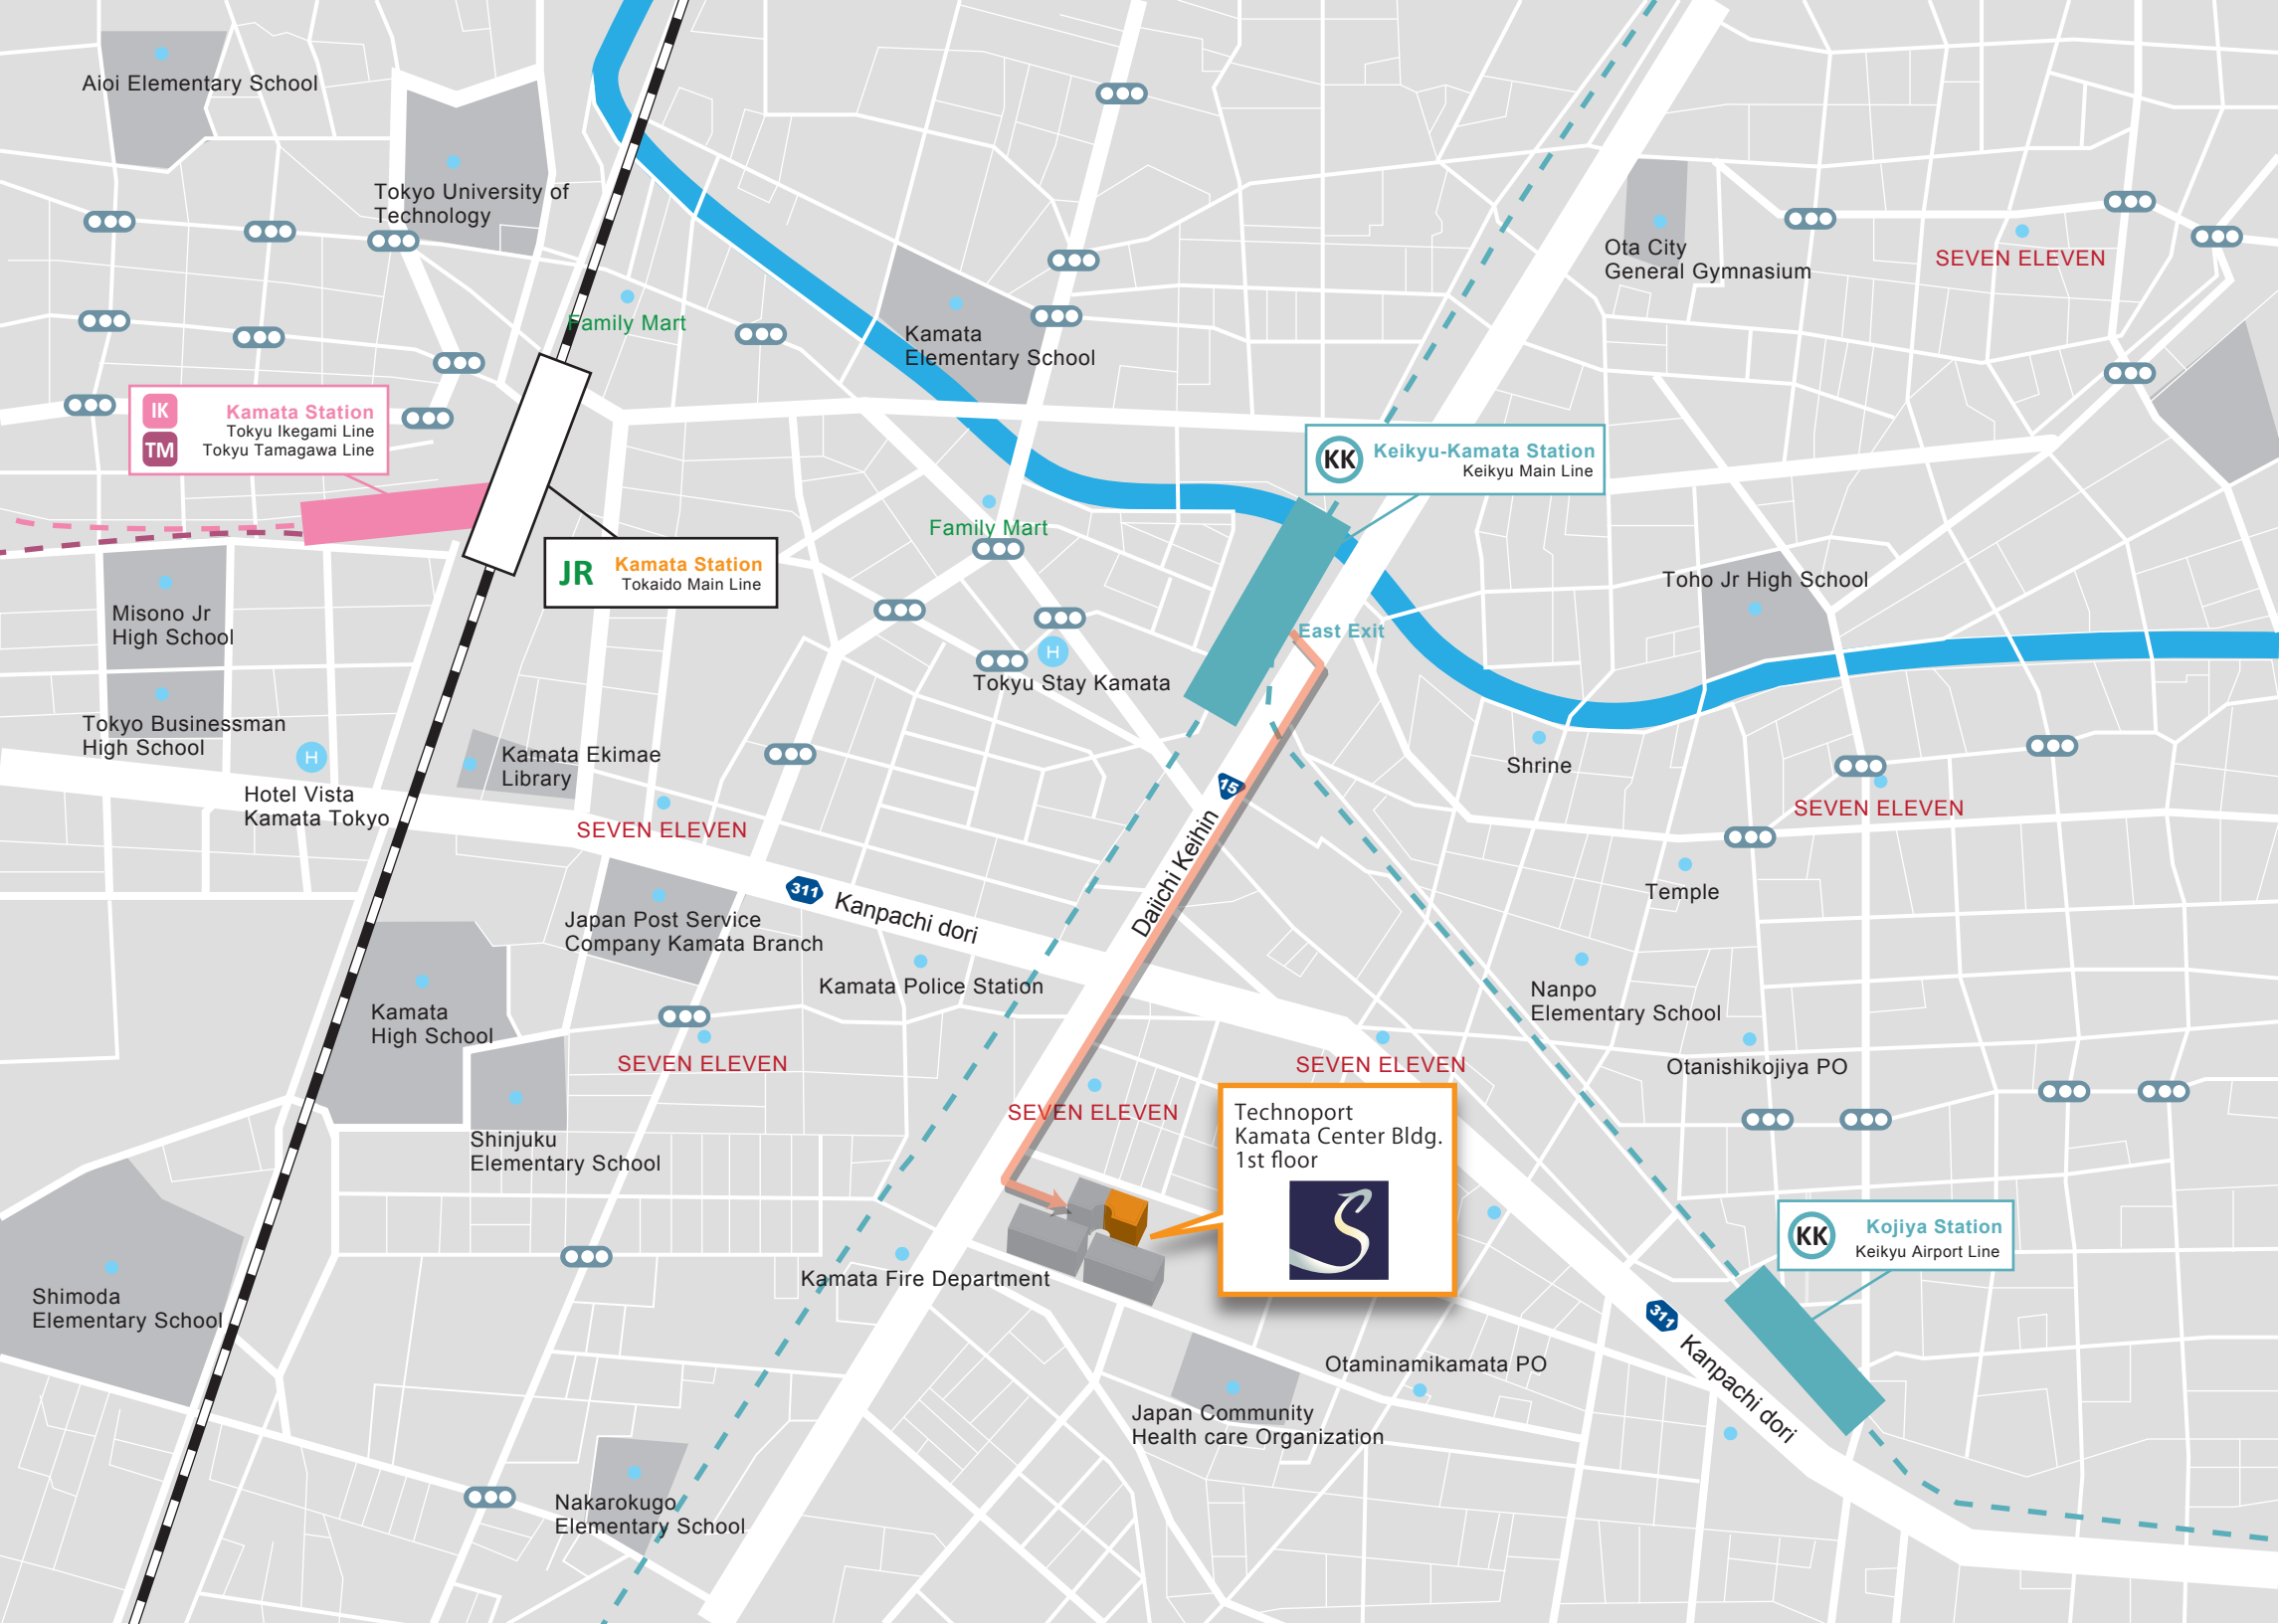 Aioi Elementary School
Tokyo University of
Technology
Family Mart
Kamata
Elementary School
Ota City
General Gymnasium
SEVEN ELEVEN
IK
TM
Kamata Station
Tokyu Ikegami Line
Tokyu Tamagawa Line
KK
Keikyu-Kamata Station
Keikyu Main Line
Family Mart
JR
Kamata Station
Tokaido Main Line
Misono Jr
High School
Toho Jr High School
East Exit
H
Tokyu Stay Kamata
Tokyo Businessman
High School
H
Hotel Vista
Kamata Tokyo
Kamata Ekimae
Library
Shrine
15
Daiichi Keihin
SEVEN ELEVEN
SEVEN ELEVEN
311
Kanpachi dori
Temple
Japan Post Service
Company Kamata Branch
Kamata Police Station
Kamata
High School
Nanpo
Elementary School
SEVEN ELEVEN
SEVEN ELEVEN
Otanishikojiya PO
SEVEN ELEVEN
Technoport
Kamata Center Bldg.
1st floor
S
Shinjuku
Elementary School
KK
Kojiya Station
Keikyu Airport Line
Kamata Fire Department
Shimoda
Elementary School
311
Kanpachi dori
Otaminamikamata PO
Japan Community
Health care Organization
Nakarokugo
Elementary School